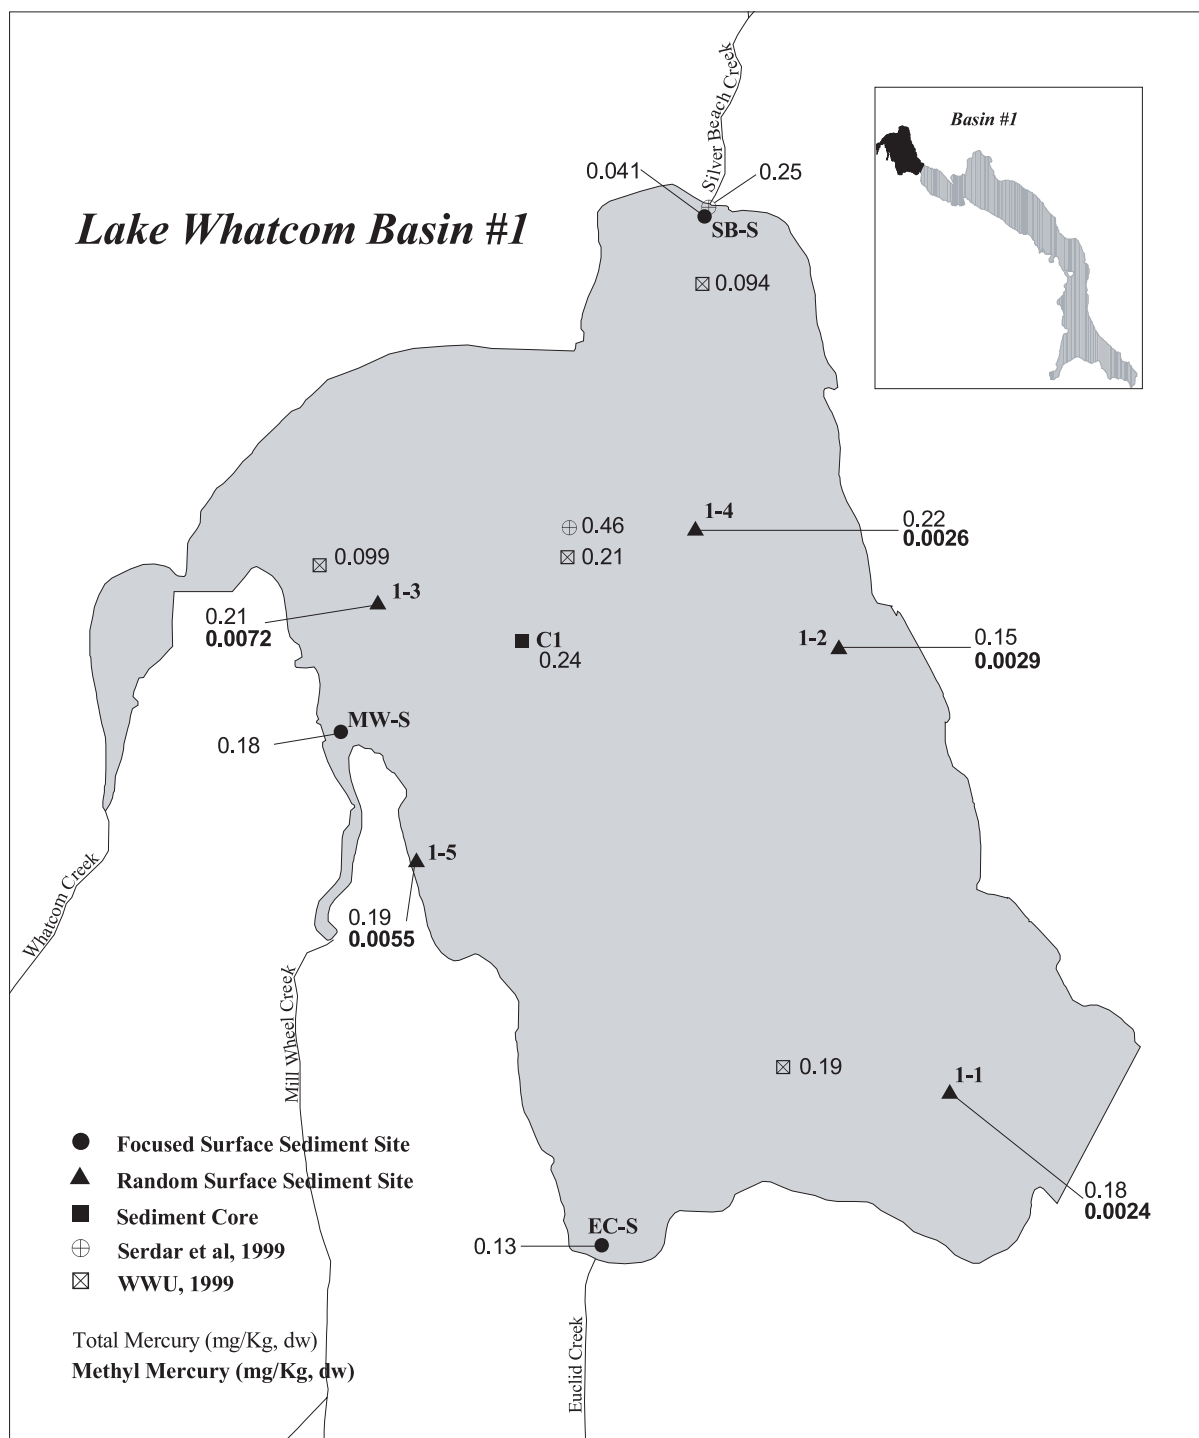 Silver Beach Creek
Basin #1
0.041
0.25
Lake Whatcom Basin #1
SB-S
0.094
1-4
0.46
0.22
0.0026
0.21
0.099
1-3
0.21
0.0072
C1
0.24
1-2
0.15
0.0029
MW-S
0.18
1-5
0.19
0.0055
Whatcom Creek
Mill Wheel Creek
0.19
1-1
0.18
0.0024
EC-S
0.13
Euclid Creek
Focused Surface Sediment Site
Random Surface Sediment Site
Sediment Core
Serdar et al, 1999
WWU, 1999
Total Mercury (mg/Kg, dw)
Methyl Mercury (mg/Kg, dw)